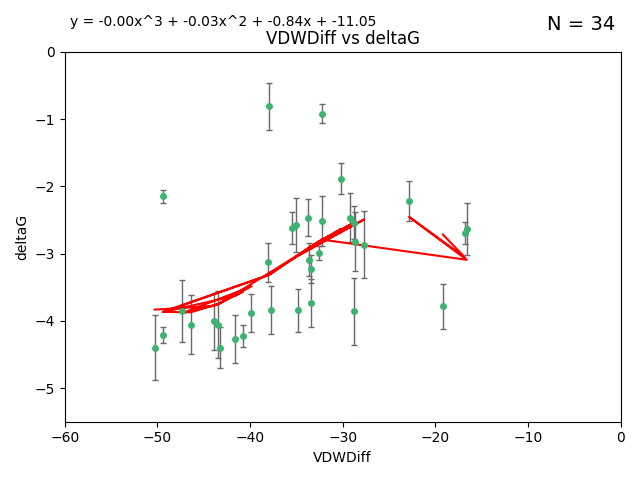 y = -0.00x^3 + -0.03x^2 + -0.84x + -11.05
N = 34
VDWDiff vs deltaG
0
−1
−2
−3
−4
−5
deltaG
−60 −50 −40 −30 −20 −10 0
VDWDiff